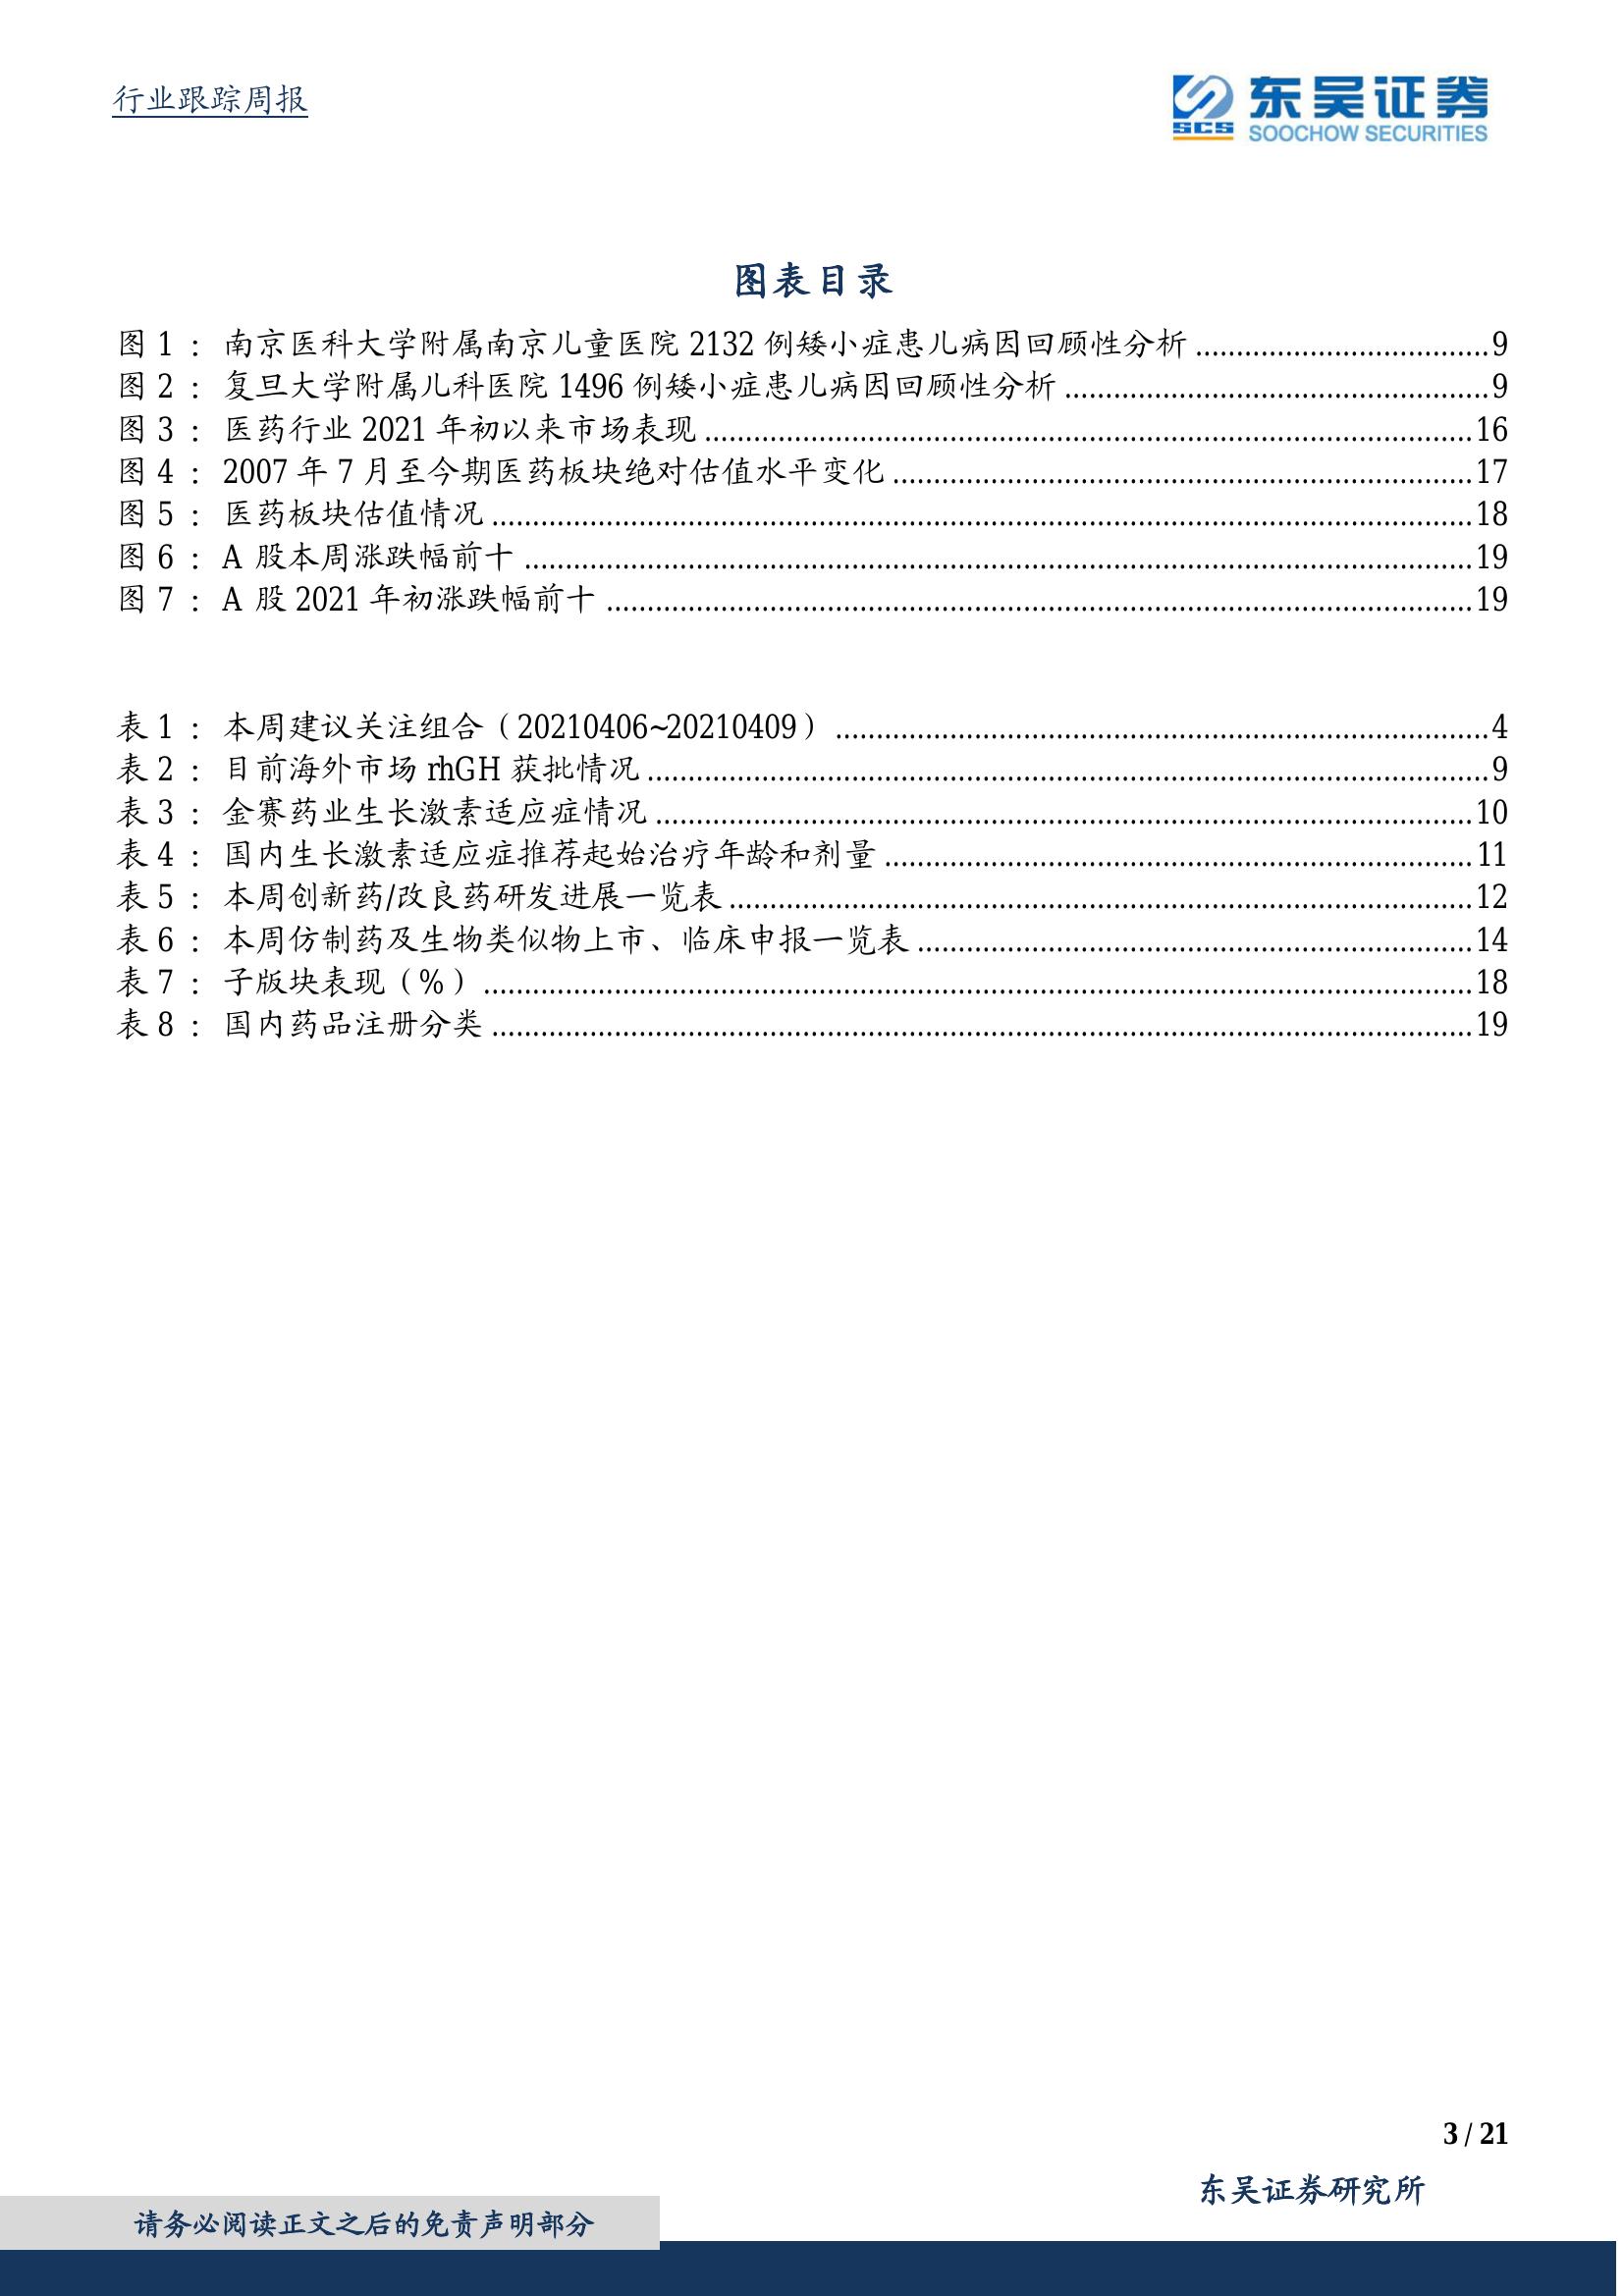 行业跟踪周报
东吴证券
SCS
SOOCHOW SECURITIES
图表目录
图 1 : 南京医科大学附属南京儿童医院 2132 例矮小症患儿病因回顾性分析 .................................... 9
图 2 : 复旦大学附属儿科医院 1496 例矮小症患儿病因回顾性分析 .................................................... 9
图 3 : 医药行业 2021 年初以来市场表现 .............................................................................................. 16
图 4 : 2007 年 7 月至今期医药板块绝对估值水平变化 ....................................................................... 17
图 5 : 医药板块估值情况 ........................................................................................................................ 18
图 6 : A 股本周涨跌幅前十 .................................................................................................................... 19
图 7 : A 股 2021 年初涨跌幅前十 .......................................................................................................... 19
表 1 : 本周建议关注组合（20210406~20210409） ................................................................................ 4
表 2 : 目前海外市场 rhGH 获批情况 ....................................................................................................... 9
表 3 : 金赛药业生长激素适应症情况 .................................................................................................... 10
表 4 : 国内生长激素适应症推荐起始治疗年龄和剂量 ........................................................................ 11
表 5 : 本周创新药/改良药研发进展一览表 ........................................................................................... 12
表 6 : 本周仿制药及生物类似物上市、临床申报一览表 .................................................................... 14
表 7 : 子版块表现（%） ......................................................................................................................... 18
表 8 : 国内药品注册分类 ........................................................................................................................ 19
3 / 21
东吴证券研究所
请务必阅读正文之后的免责声明部分